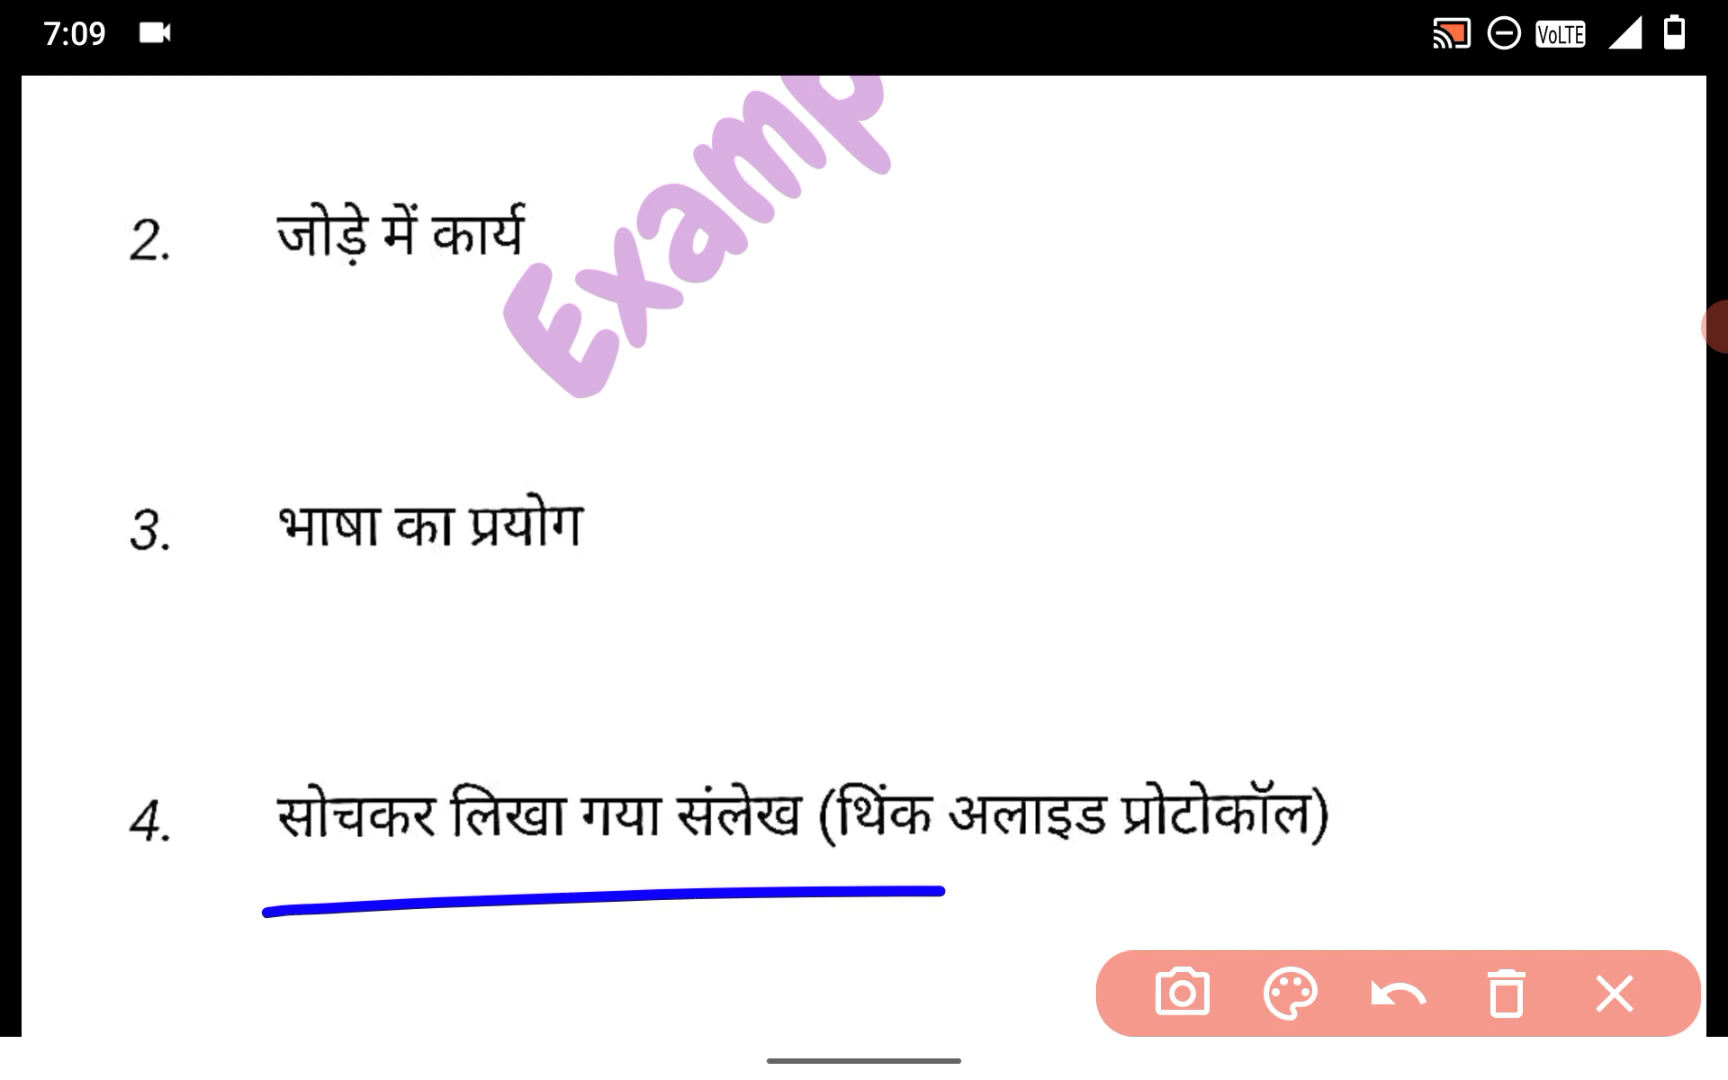 7:09
VoLTE
Examp
2. जोड़े में कार्य
3. भाषा का प्रयोग
4. सोचकर लिखा गया संलेख (थिंक अलाइड प्रोटोकॉल)